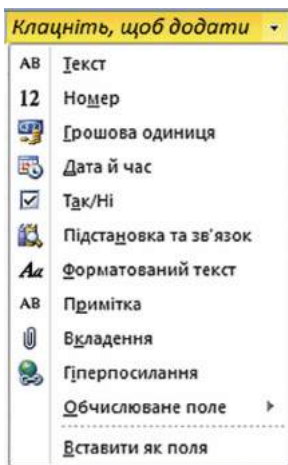 Клацніть, щоб додати
AB Текст
12 Номер
Грошова одиниця
Дата й час
Так/Ні
Підстановка та зв'язок
Aa Форматований текст
AB Примітка
Вкладення
Гіперпосилання
Обчислюване поле
Вставити як поля